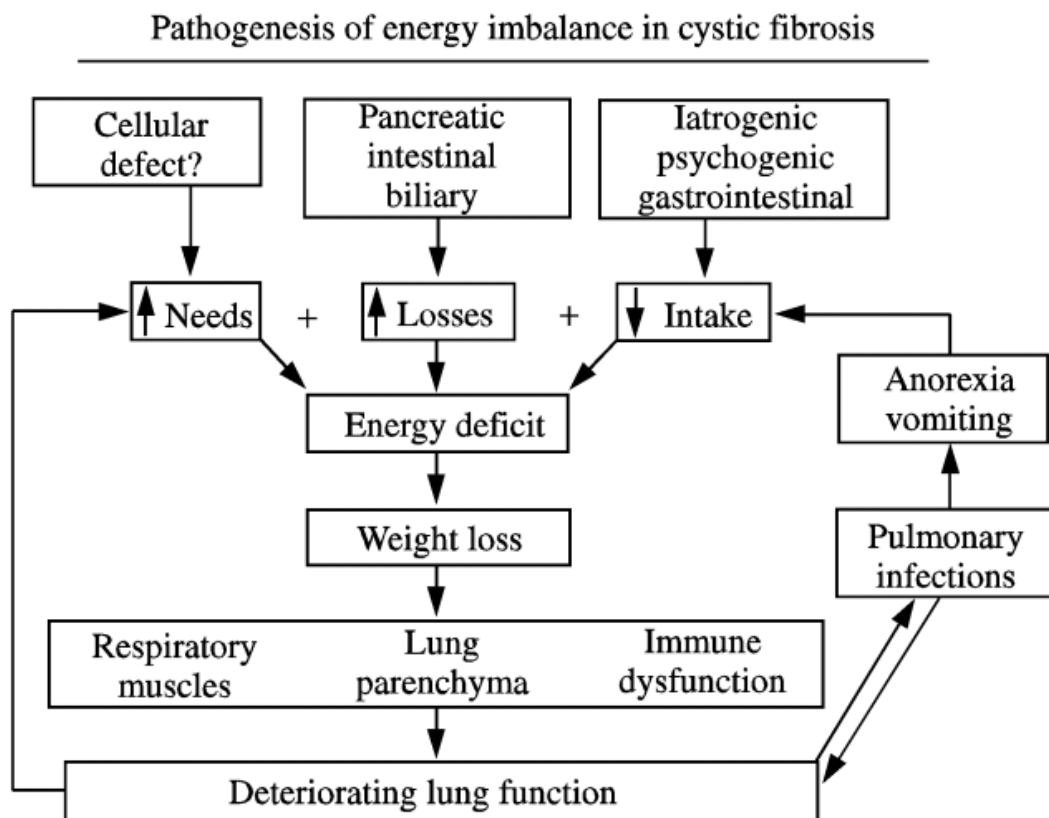 Pathogenesis of energy imbalance in cystic fibrosis
Cellular
defect?
Pancreatic
intestinal
biliary
Iatrogenic
psychogenic
gastrointestinal
Needs
+
Losses
+
Intake
Anorexia
vomiting
Energy deficit
Weight loss
Pulmonary
infections
Respiratory
muscles
Lung
parenchyma
Immune
dysfunction
Deteriorating lung function